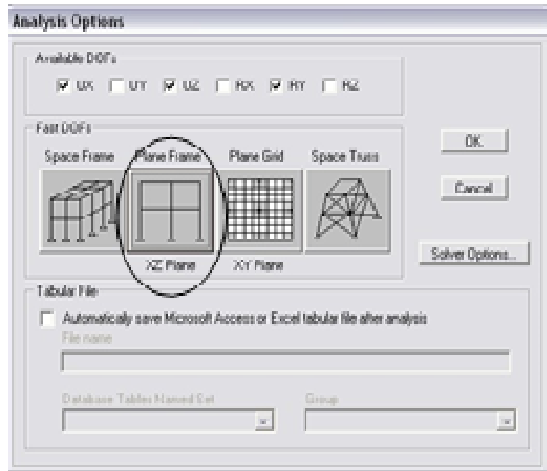 Analysis Options
Available DOFs
UX UY UZ RX RY RZ
Fast DOFs
Space Frame Plane Frame Plane Grid Space Truss
XZ Plane XY Plane
OK
Cancel
Solver Options...
Tabular File
Automatically save Microsoft Access or Excel tabular file after analysis
File name
Database Tables Named Set Group